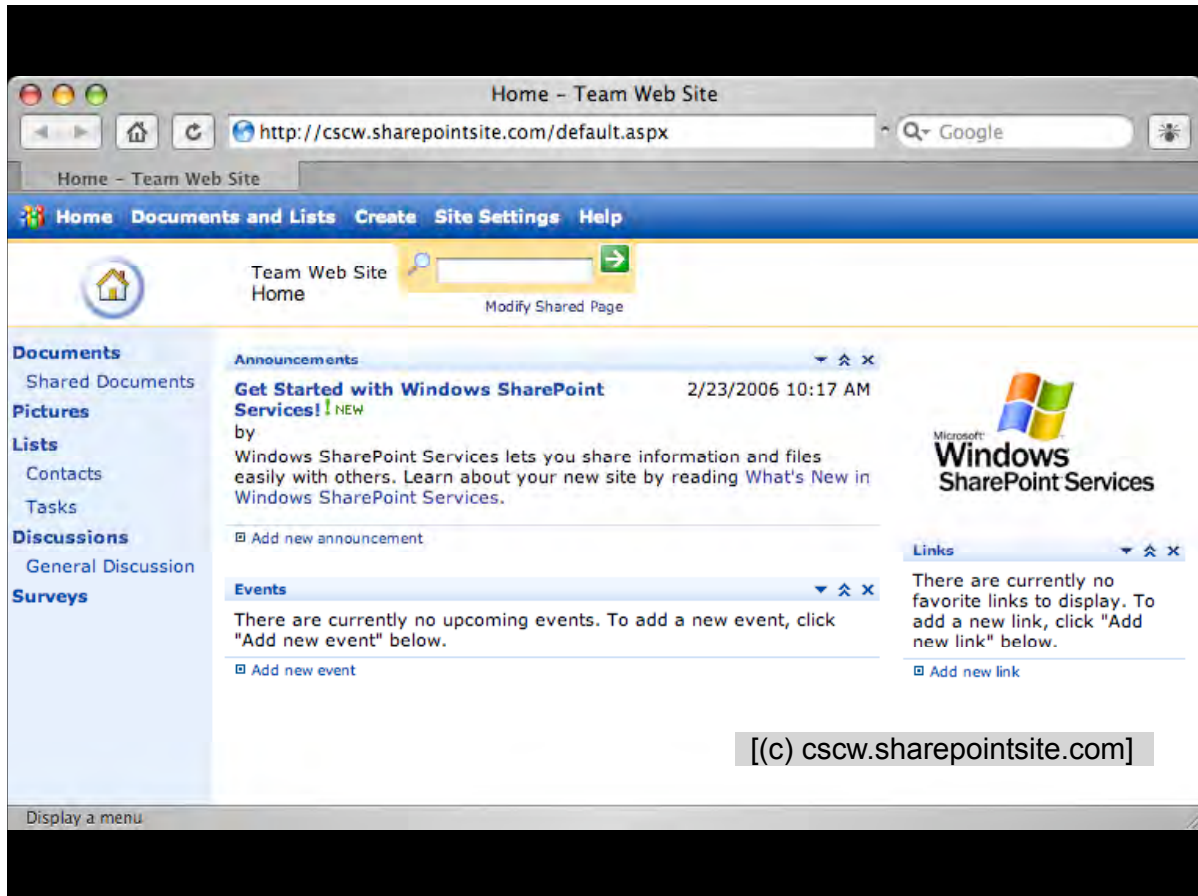 Home – Team Web Site
http://cscw.sharepointsite.com/default.aspx
Google
Home – Team Web Site
Home Documents and Lists Create Site Settings Help
Team Web Site
Home
Modify Shared Page
Documents
Shared Documents
Pictures
Lists
Contacts
Tasks
Discussions
General Discussion
Surveys
Announcements
Get Started with Windows SharePoint 2/23/2006 10:17 AM
Services! ! NEW
by
Windows SharePoint Services lets you share information and files
easily with others. Learn about your new site by reading What's New in
Windows SharePoint Services.
Add new announcement
Events
There are currently no upcoming events. To add a new event, click
"Add new event" below.
Add new event
Microsoft
Windows
SharePoint Services
Links
There are currently no
favorite links to display. To
add a new link, click "Add
new link" below.
Add new link
[(c) cscw.sharepointsite.com]
Display a menu